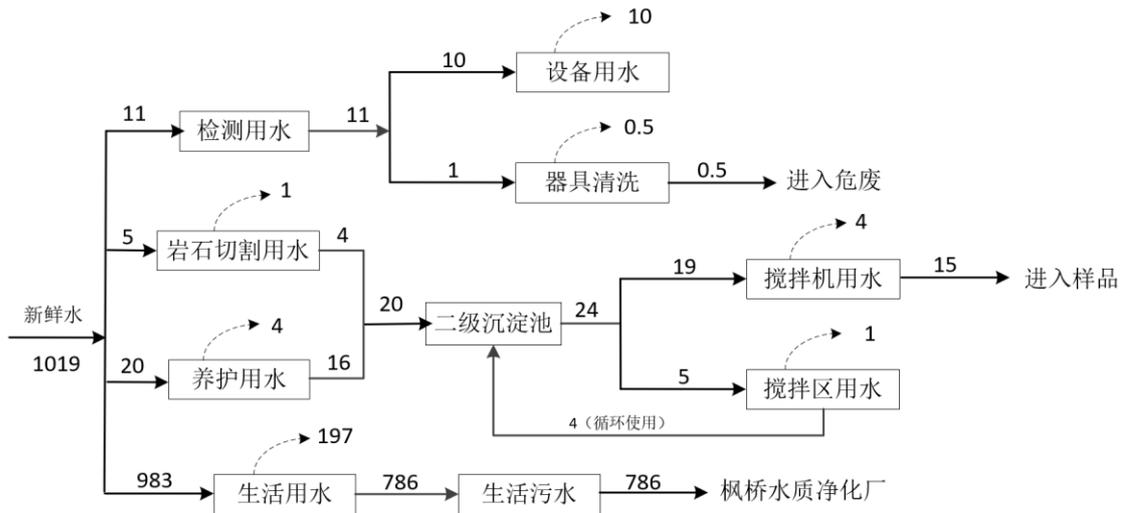 10
10
设备用水
11
检测用水
11
0.5
1
器具清洗
0.5
进入危废
1
5
岩石切割用水
4
4
19
搅拌机用水
15
进入样品
新鲜水
1019
20
二级沉淀池
24
4
20
养护用水
16
1
5
搅拌区用水
4（循环使用）
197
983
生活用水
786
生活污水
786
枫桥水质净化厂